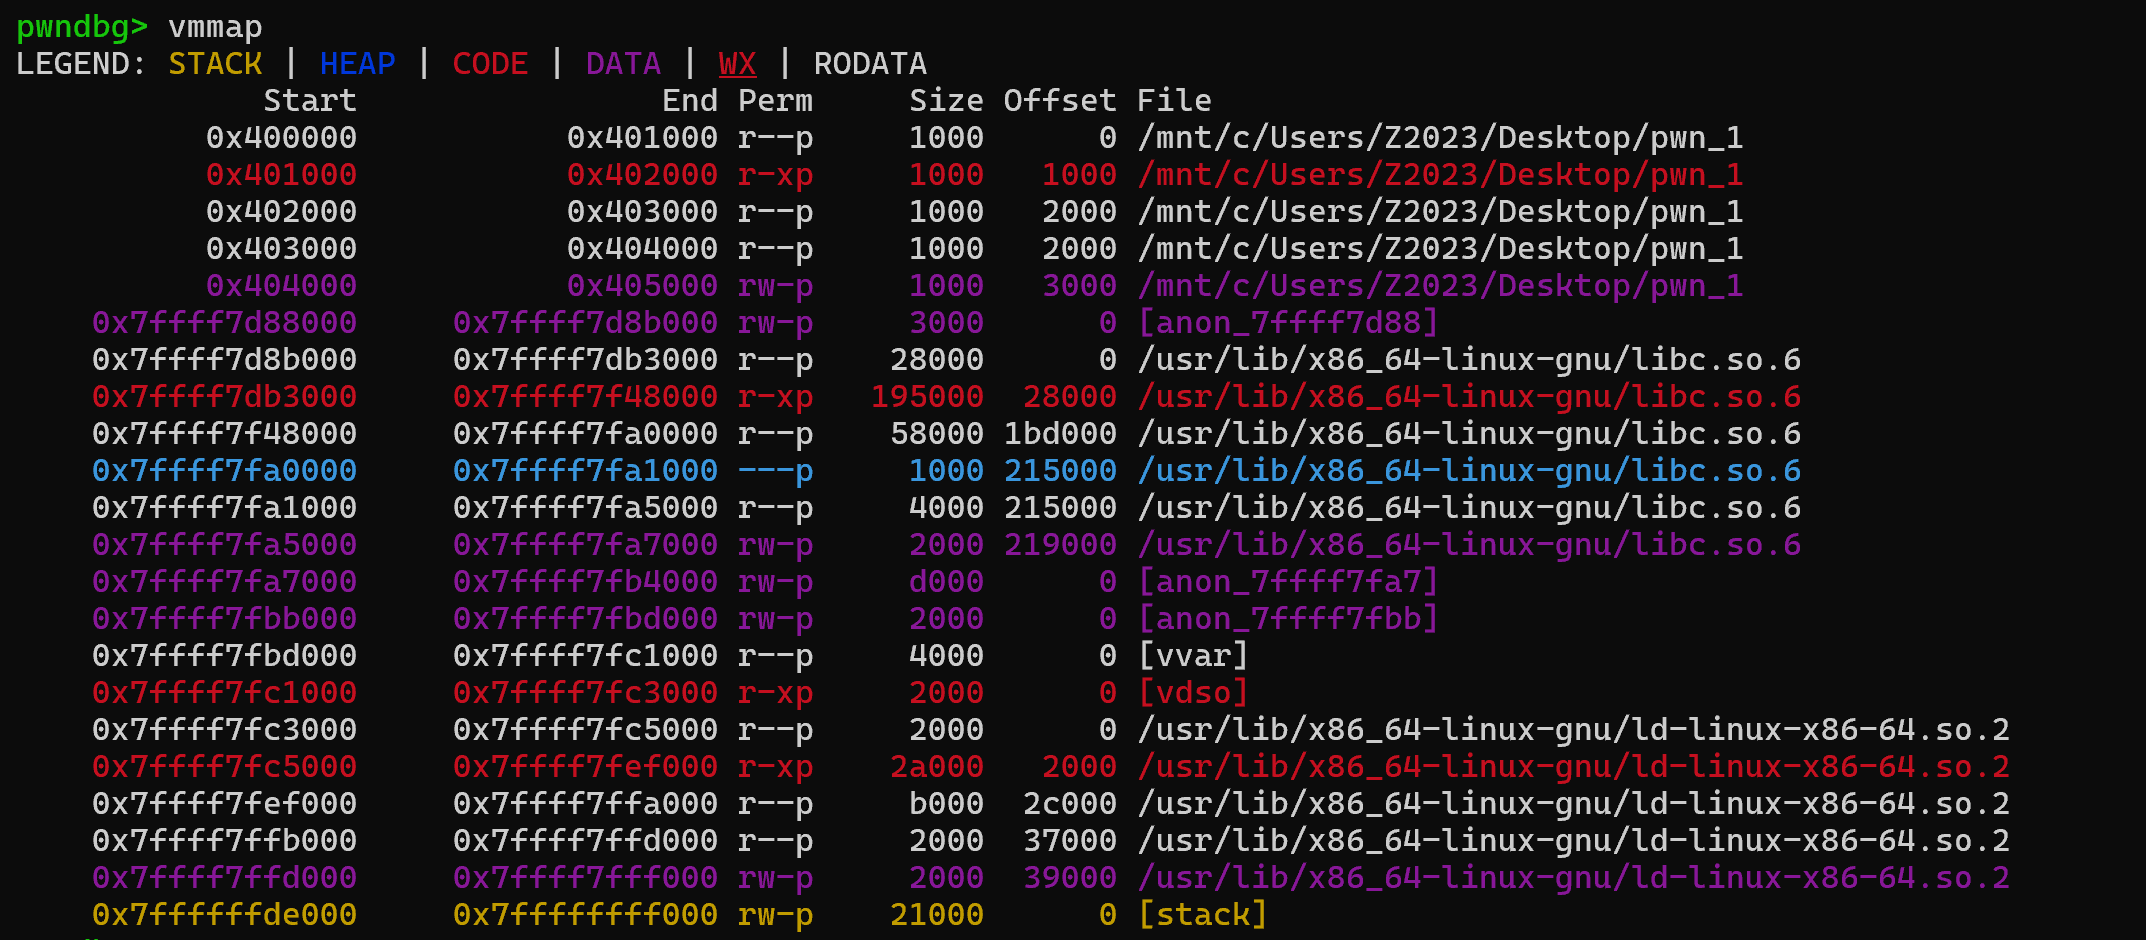 pwndbg> vmmap
LEGEND: STACK | HEAP | CODE | DATA | WX | RODATA
Start End Perm Size Offset File
0x400000 0x401000 r--p 1000 0 /mnt/c/Users/Z2023/Desktop/pwn_1
0x401000 0x402000 r-xp 1000 1000 /mnt/c/Users/Z2023/Desktop/pwn_1
0x402000 0x403000 r--p 1000 2000 /mnt/c/Users/Z2023/Desktop/pwn_1
0x403000 0x404000 r--p 1000 2000 /mnt/c/Users/Z2023/Desktop/pwn_1
0x404000 0x405000 rw-p 1000 3000 /mnt/c/Users/Z2023/Desktop/pwn_1
0x7ffff7d88000 0x7ffff7d8b000 rw-p 3000 0 [anon_7ffff7d88]
0x7ffff7d8b000 0x7ffff7db3000 r--p 28000 0 /usr/lib/x86_64-linux-gnu/libc.so.6
0x7ffff7db3000 0x7ffff7f48000 r-xp 195000 28000 /usr/lib/x86_64-linux-gnu/libc.so.6
0x7ffff7f48000 0x7ffff7fa0000 r--p 58000 1bd000 /usr/lib/x86_64-linux-gnu/libc.so.6
0x7ffff7fa0000 0x7ffff7fa1000 ---p 1000 215000 /usr/lib/x86_64-linux-gnu/libc.so.6
0x7ffff7fa1000 0x7ffff7fa5000 r--p 4000 215000 /usr/lib/x86_64-linux-gnu/libc.so.6
0x7ffff7fa5000 0x7ffff7fa7000 rw-p 2000 219000 /usr/lib/x86_64-linux-gnu/libc.so.6
0x7ffff7fa7000 0x7ffff7fb4000 rw-p d000 0 [anon_7ffff7fa7]
0x7ffff7fbb000 0x7ffff7fbd000 rw-p 2000 0 [anon_7ffff7fbb]
0x7ffff7fbd000 0x7ffff7fc1000 r--p 4000 0 [vvar]
0x7ffff7fc1000 0x7ffff7fc3000 r-xp 2000 0 [vdso]
0x7ffff7fc3000 0x7ffff7fc5000 r--p 2000 0 /usr/lib/x86_64-linux-gnu/ld-linux-x86-64.so.2
0x7ffff7fc5000 0x7ffff7fef000 r-xp 2a000 2000 /usr/lib/x86_64-linux-gnu/ld-linux-x86-64.so.2
0x7ffff7fef000 0x7ffff7ffa000 r--p b000 2c000 /usr/lib/x86_64-linux-gnu/ld-linux-x86-64.so.2
0x7ffff7ffb000 0x7ffff7ffd000 r--p 2000 37000 /usr/lib/x86_64-linux-gnu/ld-linux-x86-64.so.2
0x7ffff7ffd000 0x7ffff7fff000 rw-p 2000 39000 /usr/lib/x86_64-linux-gnu/ld-linux-x86-64.so.2
0x7ffffffde000 0x7ffffffff000 rw-p 21000 0 [stack]